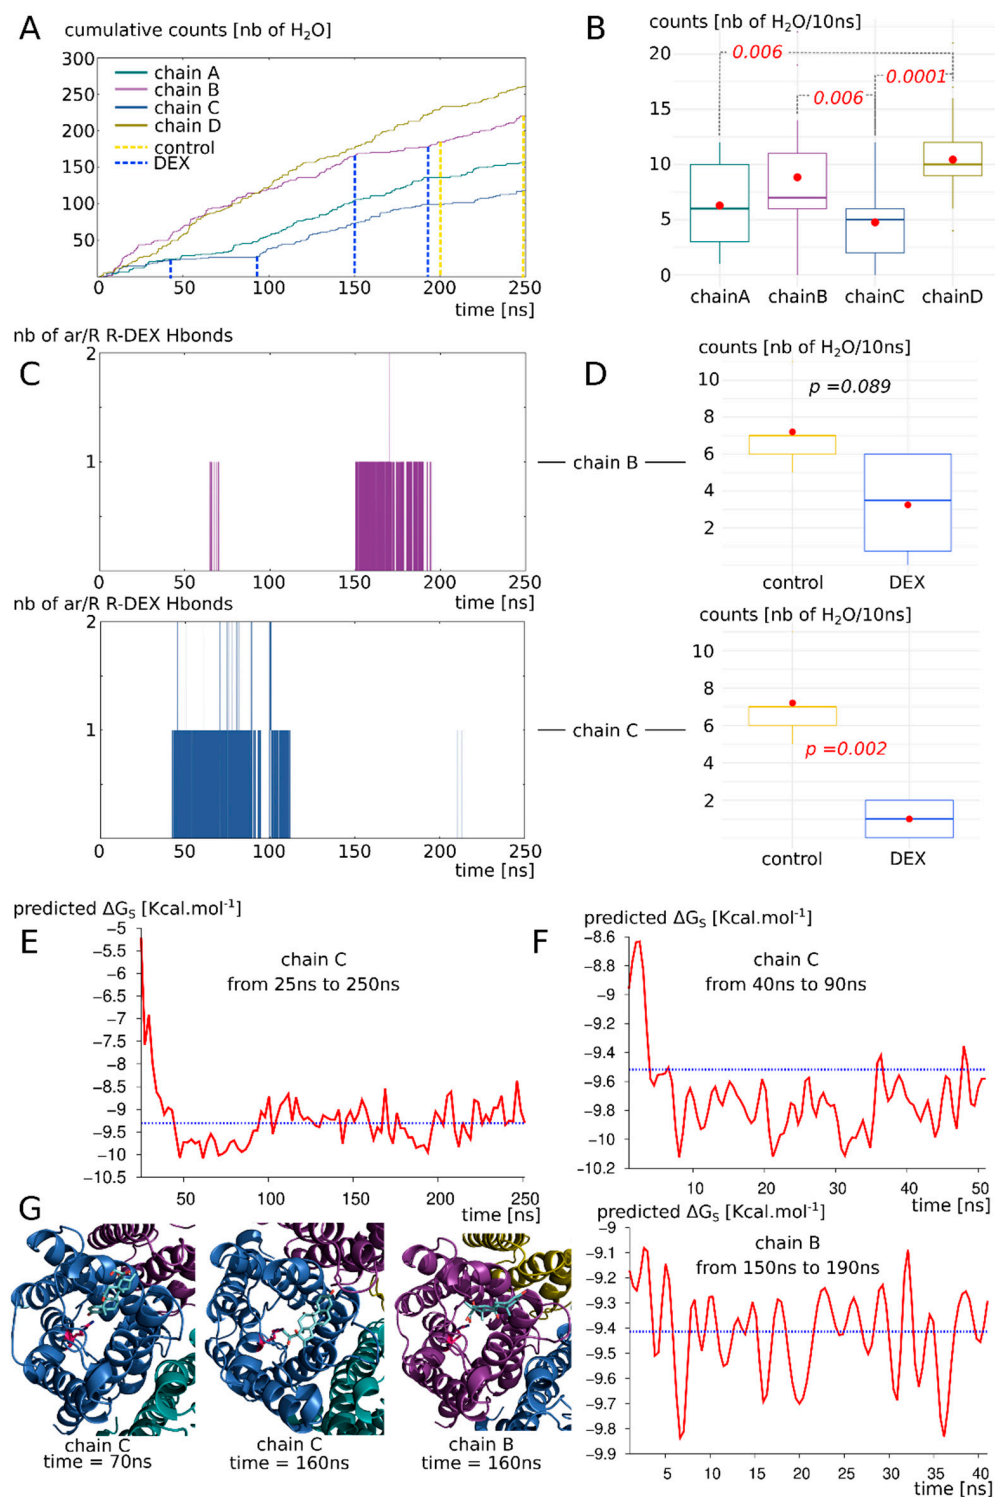 A
cumulative counts [nb of H₂O]
300
250
200
150
100
50
0
chain A
chain B
chain C
chain D
control
DEX
0 50 100 150 200 250
time [ns]
B
counts [nb of H₂O/10ns]
20
15
10
5
0
0.006
0.0001
0.006
chainA chainB chainC chainD
nb of ar/R R-DEX Hbonds
C
2
1
0 50 100 150 200 250
time [ns]
chain B
D
counts [nb of H₂O/10ns]
10
8
6
4
2
p =0.089
control DEX
nb of ar/R R-DEX Hbonds
2
1
0 50 100 150 200 250
time [ns]
chain C
counts [nb of H₂O/10ns]
10
8
6
4
2
p =0.002
control DEX
predicted ΔG_S [Kcal.mol⁻¹]
E
−5
−5.5
−6
−6.5
−7
−7.5
−8
−8.5
−9
−9.5
−10
−10.5
chain C
from 25ns to 250ns
50 100 150 200 250
time [ns]
predicted ΔG_S [Kcal.mol⁻¹]
F
−8.6
−8.8
−9
−9.2
−9.4
−9.6
−9.8
−10
−10.2
chain C
from 40ns to 90ns
10 20 30 40 50
time [ns]
predicted ΔG_S [Kcal.mol⁻¹]
−9
−9.1
−9.2
−9.3
−9.4
−9.5
−9.6
−9.7
−9.8
−9.9
chain B
from 150ns to 190ns
5 10 15 20 25 30 35 40
time [ns]
G
chain C
time = 70ns
chain C
time = 160ns
chain B
time = 160ns